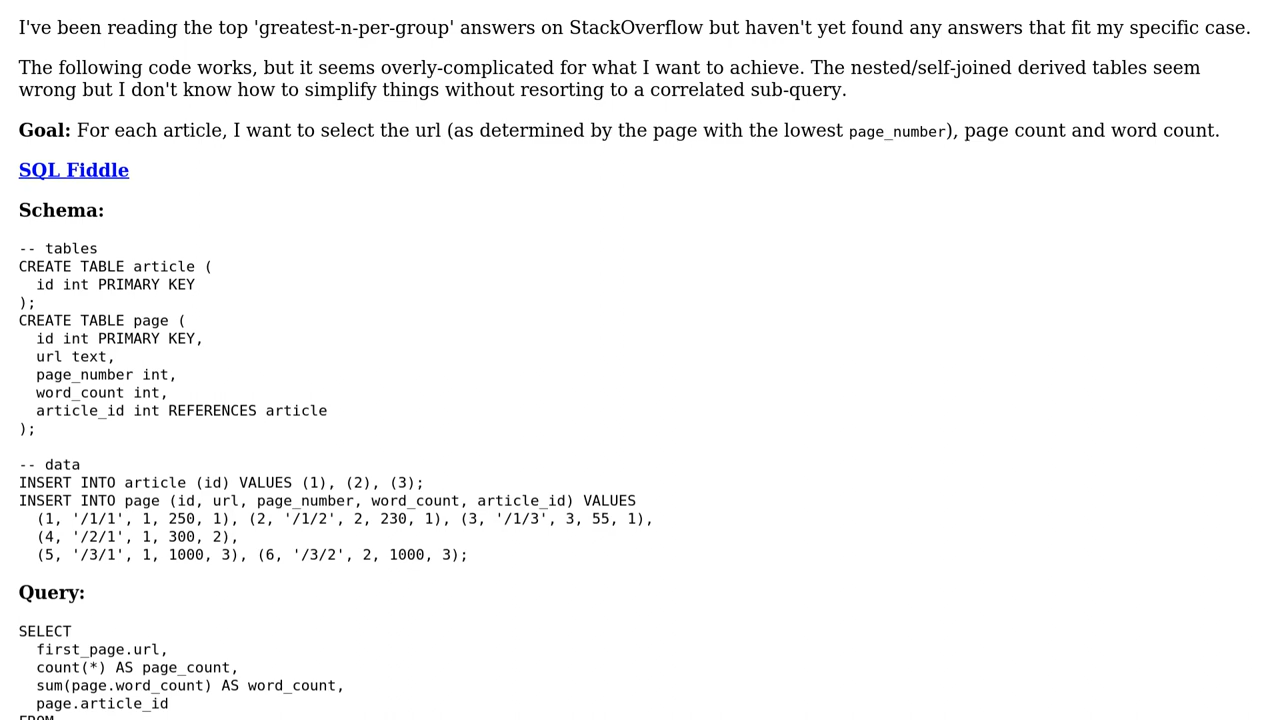 I've been reading the top 'greatest-n-per-group' answers on StackOverflow but haven't yet found any answers that fit my specific case.
The following code works, but it seems overly-complicated for what I want to achieve. The nested/self-joined derived tables seem
wrong but I don't know how to simplify things without resorting to a correlated sub-query.
Goal: For each article, I want to select the url (as determined by the page with the lowest page_number), page count and word count.
SQL Fiddle
Schema:
-- tables
CREATE TABLE article (
  id int PRIMARY KEY
);
CREATE TABLE page (
  id int PRIMARY KEY,
  url text,
  page_number int,
  word_count int,
  article_id int REFERENCES article
);
-- data
INSERT INTO article (id) VALUES (1), (2), (3);
INSERT INTO page (id, url, page_number, word_count, article_id) VALUES
  (1, '/1/1', 1, 250, 1), (2, '/1/2', 2, 230, 1), (3, '/1/3', 3, 55, 1),
  (4, '/2/1', 1, 300, 2),
  (5, '/3/1', 1, 1000, 3), (6, '/3/2', 2, 1000, 3);
Query:
SELECT
  first_page.url,
  count(*) AS page_count,
  sum(page.word_count) AS word_count,
  page.article_id
FROM